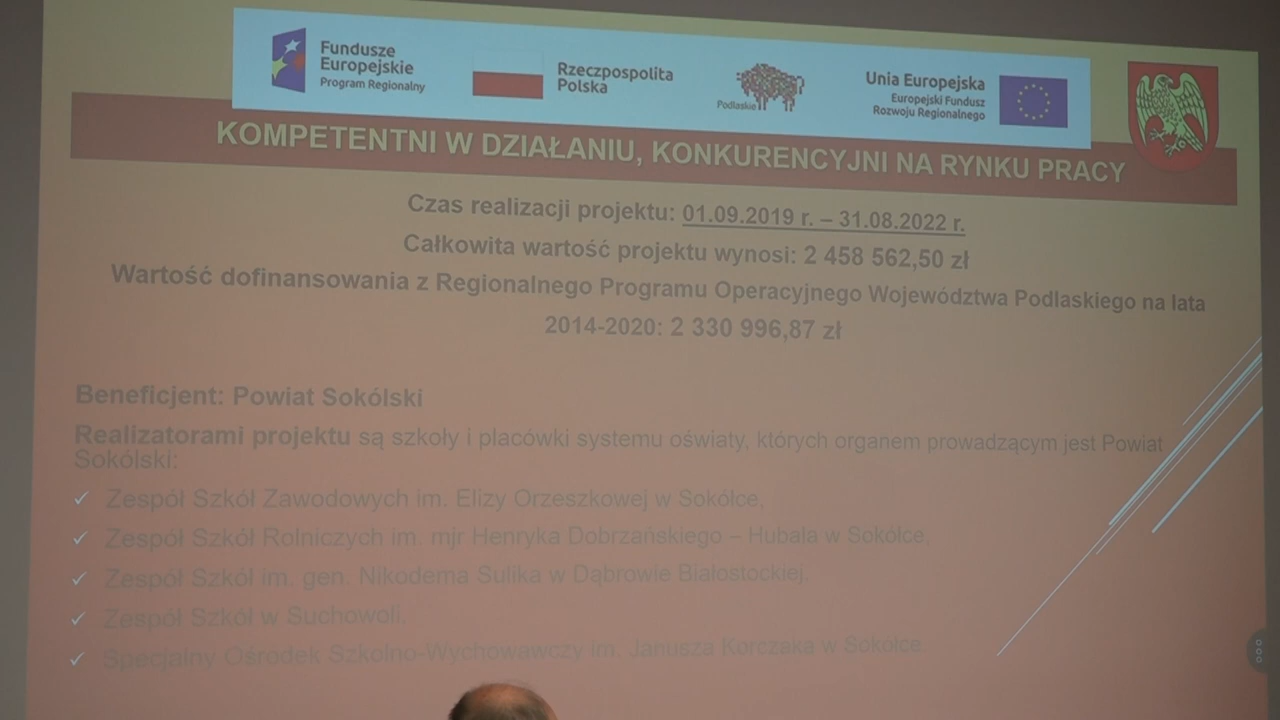 Fundusze
Europejskie
Program Regionalny
Rzeczpospolita
Polska
Podlaskie
Unia Europejska
Europejski Fundusz
Rozwoju Regionalnego
KOMPETENTNI W DZIAŁANIU, KONKURENCYJNI NA RYNKU PRACY
Czas realizacji projektu: 01.09.2019 r. – 31.08.2022 r.
Całkowita wartość projektu wynosi: 2 458 562,50 zł
Wartość dofinansowania z Regionalnego Programu Operacyjnego Województwa Podlaskiego na lata
2014-2020: 2 330 996,87 zł
Beneficjent: Powiat Sokólski
Realizatorami projektu są szkoły i placówki systemu oświaty, których organem prowadzącym jest Powiat
Sokólski:
✓ Zespół Szkół Zawodowych im. Elizy Orzeszkowej w Sokółce,
✓ Zespół Szkół Rolniczych im. mjr Henryka Dobrzańskiego – Hubala w Sokółce,
✓ Zespół Szkół im. gen. Nikodema Sulika w Dąbrowie Białostockiej,
✓ Zespół Szkół w Suchowoli,
✓ Specjalny Ośrodek Szkolno-Wychowawczy im. Janusza Korczaka w Sokółce.